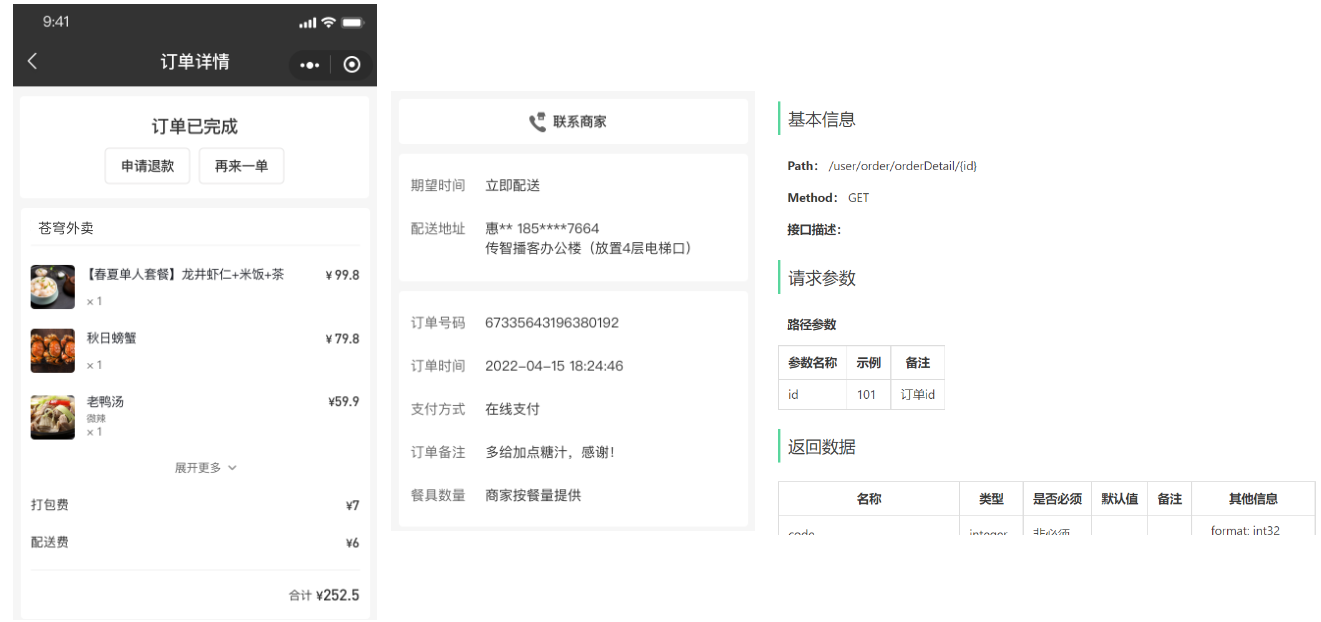 9:41
订单详情
订单已完成
申请退款
再来一单
苍穹外卖
【春夏单人套餐】龙井虾仁+米饭+茶
¥ 99.8
× 1
秋日螃蟹
¥ 79.8
× 1
老鸭汤
¥59.9
微辣
× 1
展开更多
打包费
¥7
配送费
¥6
合计 ¥252.5
联系商家
期望时间 立即配送
配送地址 惠** 185****7664
传智播客办公楼（放置4层电梯口）
订单号码 67335643196380192
订单时间 2022-04-15 18:24:46
支付方式 在线支付
订单备注 多给加点糖汁，感谢!
餐具数量 商家按餐量提供
基本信息
Path： /user/order/orderDetail/{id}
Method： GET
接口描述：
请求参数
路径参数
参数名称 示例 备注
id 101 订单id
返回数据
名称 类型 是否必须 默认值 备注 其他信息
code integer 非必须 format: int32